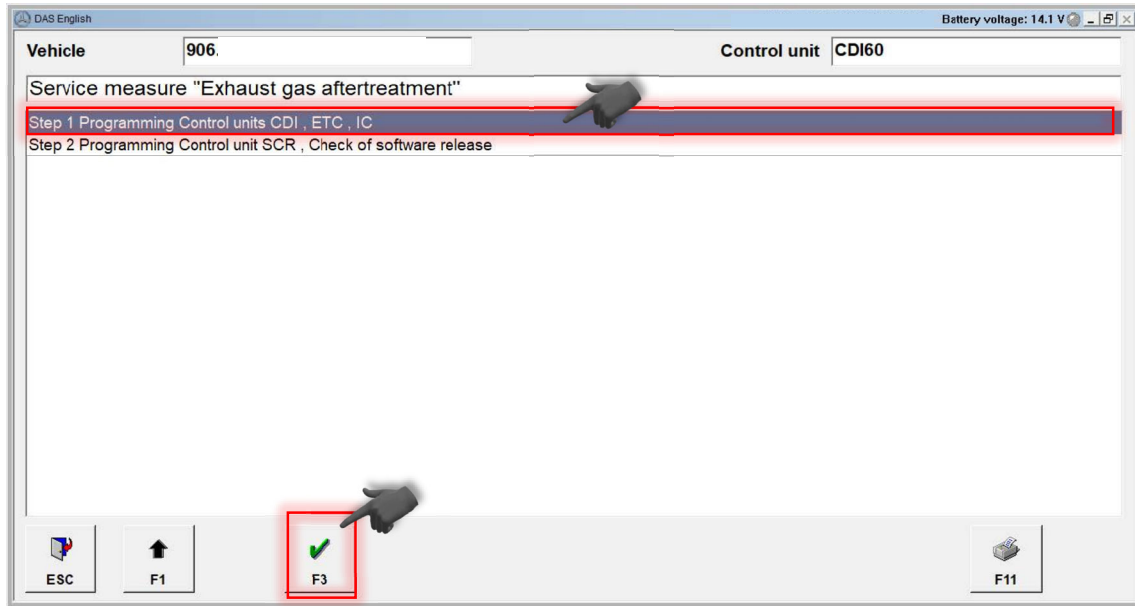 DAS English
Battery voltage: 14.1 V
Vehicle 906. Control unit CDI60
Service measure "Exhaust gas aftertreatment"
Step 1 Programming Control units CDI , ETC , IC
Step 2 Programming Control unit SCR , Check of software release
ESC F1 F3 F11